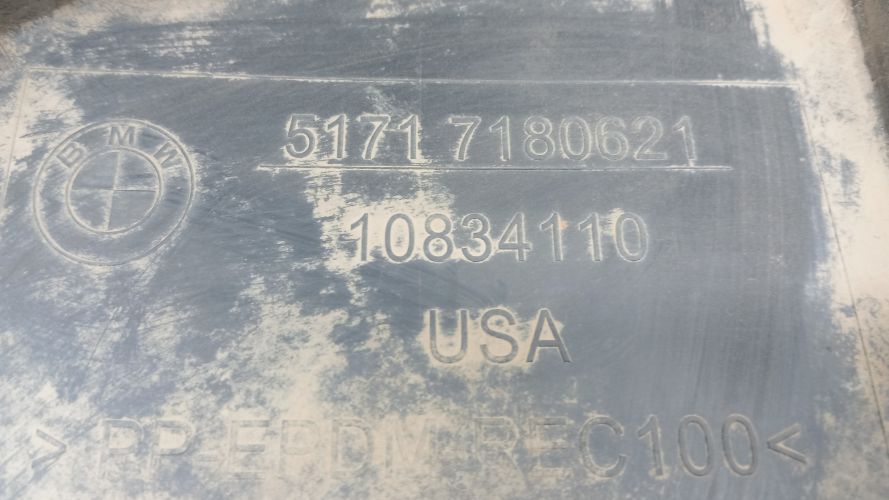 BMW
5171 7180621
10834110
USA
> PP-EPDM-REC100<